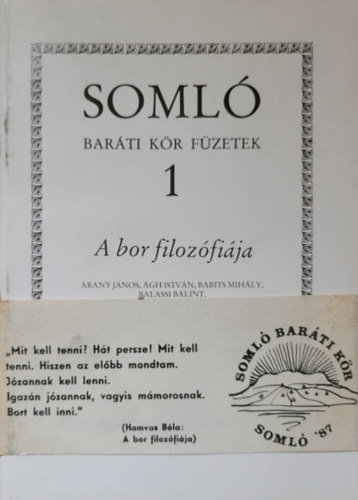 SOMLÓ
BARÁTI KÖR FÜZETEK
1
A bor filozófiája
ARANY JÁNOS, ÁGH ISTVÁN, BABITS MIHÁLY,
BALASSI BÁLINT,
„Mit kell tenni? Hát persze! Mit kell
tenni. Hiszen az előbb mondtam.
Józannak kell lenni.
Igazán józannak, vagyis mámorosnak.
Bort kell inni."
(Hamvas Béla:
A bor filozófiája)
SOMLÓ BARÁTI KÖR
SOMLÓ '87